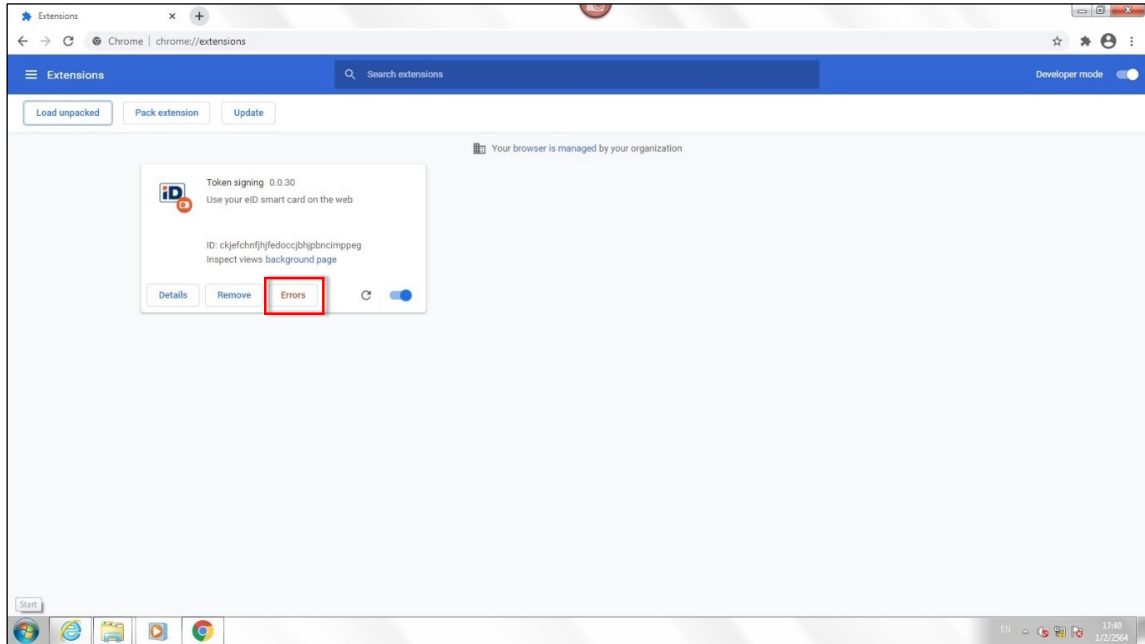 Extensions
Chrome | chrome://extensions
Extensions
Search extensions
Developer mode
Load unpacked
Pack extension
Update
Your browser is managed by your organization
iD
Token signing 0.0.30
Use your eID smart card on the web
ID: ckjefchnfjhjfedoccjbhjpbncimppeg
Inspect views background page
Details
Remove
Errors
Start
EN
17:40
1/2/2564